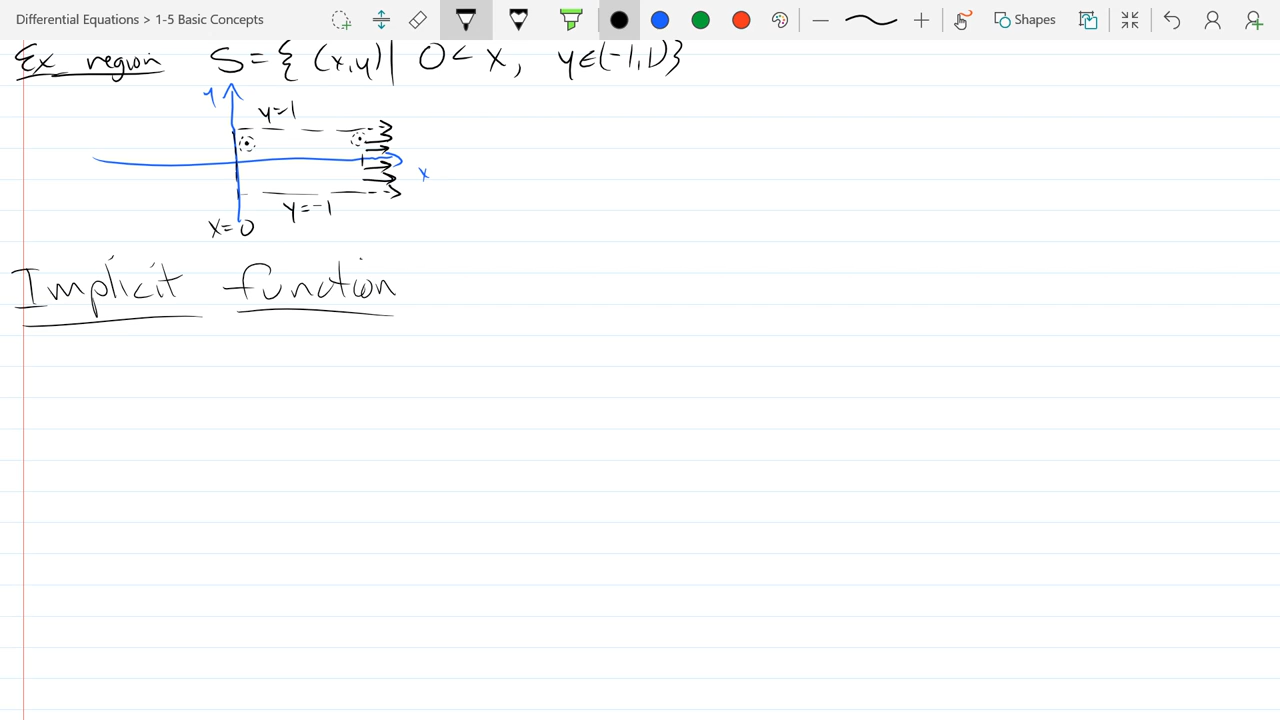 Differential Equations > 1-5 Basic Concepts
Shapes
Ex region S = { (x,y) | 0 < x, y ∈ (-1,1) }
y
y=1
x
y=-1
x=0
Implicit function